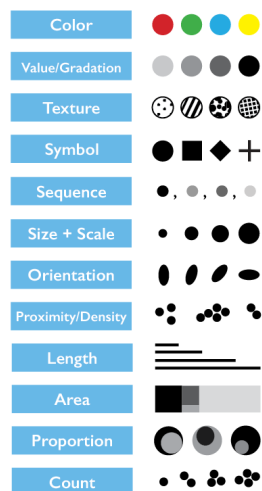 Color
Value/Gradation
Texture
Symbol
Sequence
, , ,
Size + Scale
Orientation
Proximity/Density
Length
Area
Proportion
Count